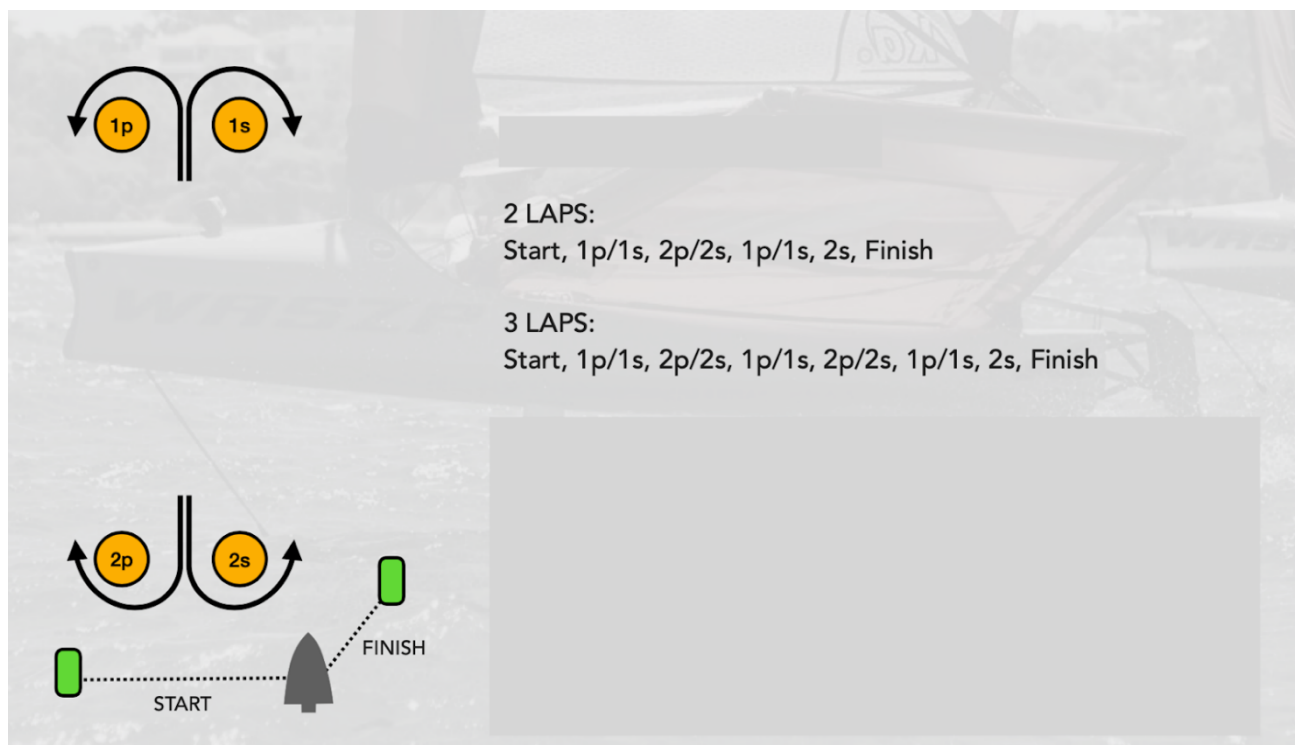 1p
1s
2 LAPS:
Start, 1p/1s, 2p/2s, 1p/1s, 2s, Finish
3 LAPS:
Start, 1p/1s, 2p/2s, 1p/1s, 2p/2s, 1p/1s, 2s, Finish
2p
2s
FINISH
START
WASZP